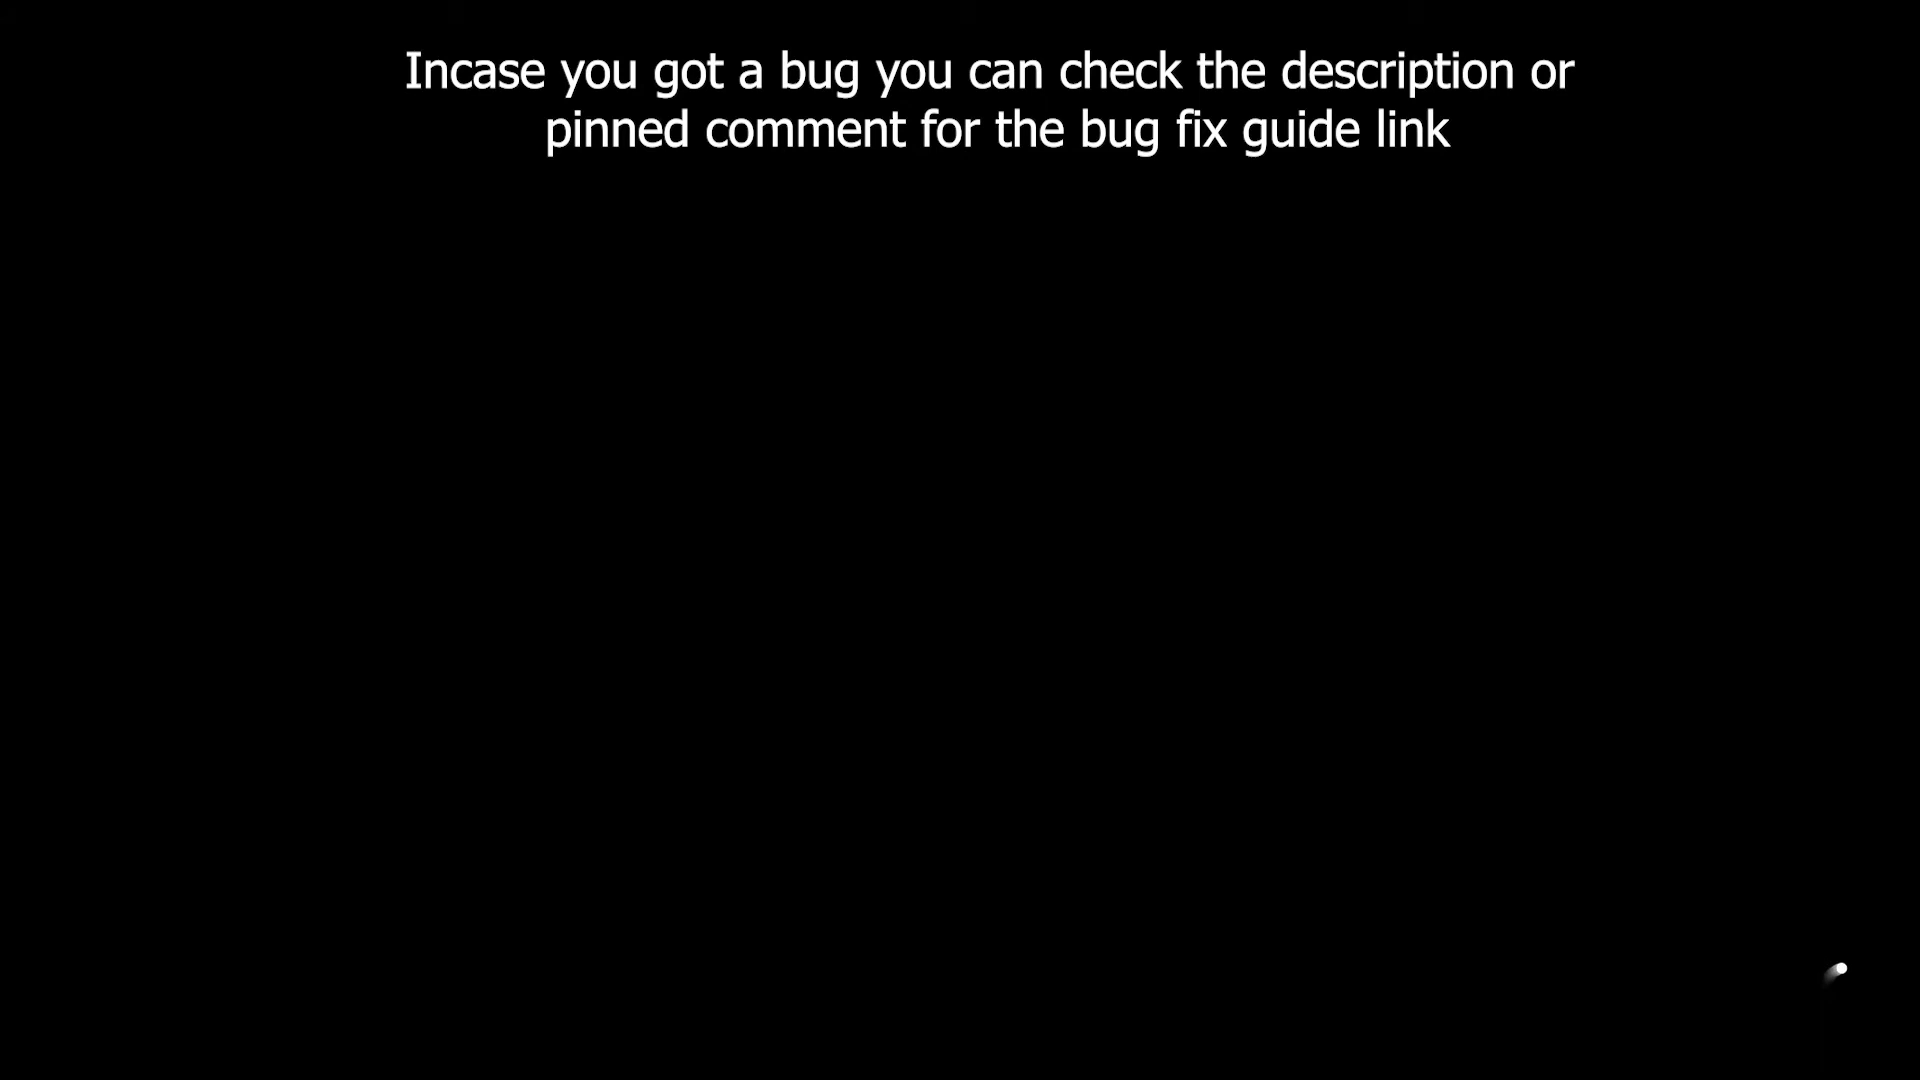 Incase you got a bug you can check the description or
pinned comment for the bug fix guide link